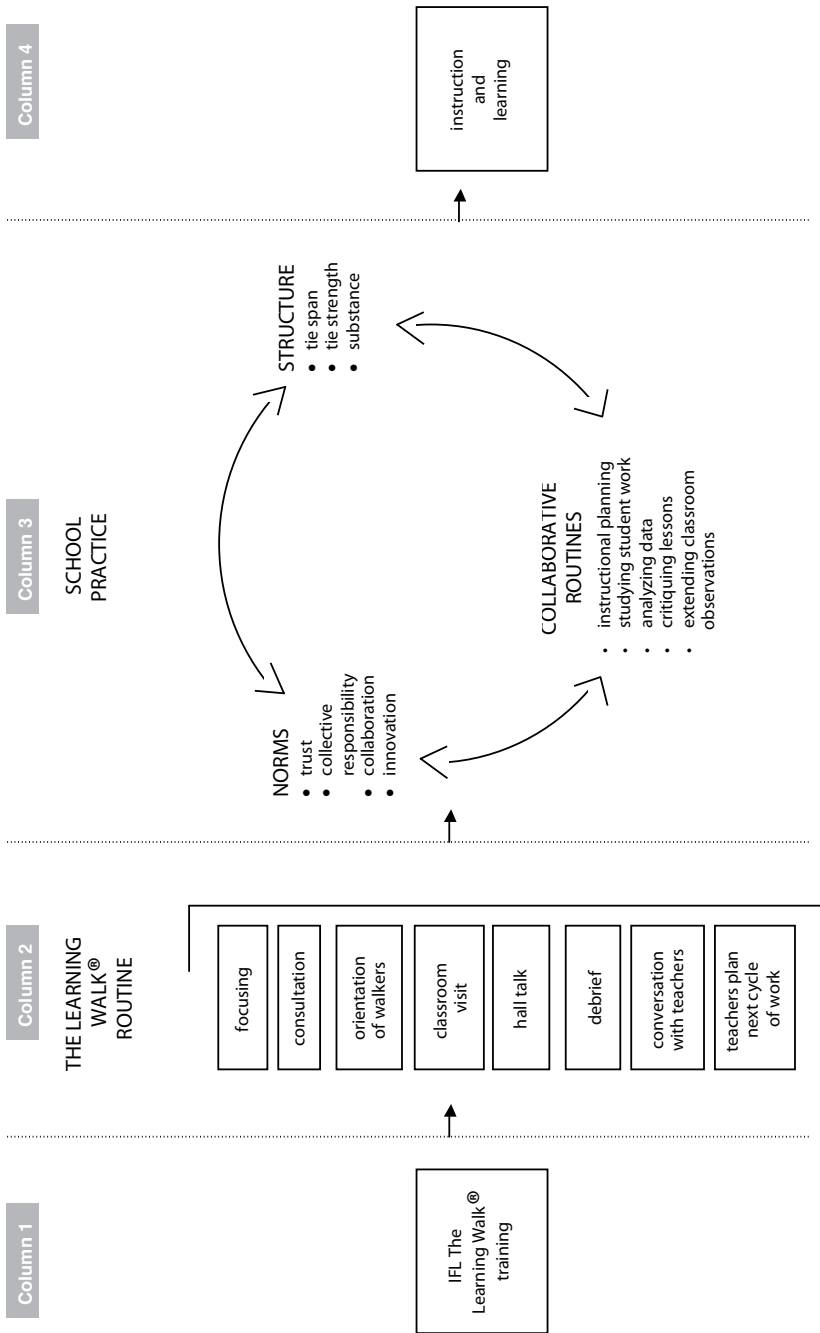 Column 1
IFL The
Learning Walk®
training
Column 2
THE LEARNING
WALK®
ROUTINE
focusing
consultation
orientation
of walkers
classroom
visit
hall talk
debrief
conversation
with teachers
teachers plan
next cycle
of work
Column 3
SCHOOL
PRACTICE
NORMS
• trust
• collective
responsibility
• collaboration
• innovation
STRUCTURE
• tie span
• tie strength
• substance
COLLABORATIVE
ROUTINES
• instructional planning
• studying student work
• analyzing data
• critiquing lessons
• extending classroom
observations
Column 4
instruction
and
learning